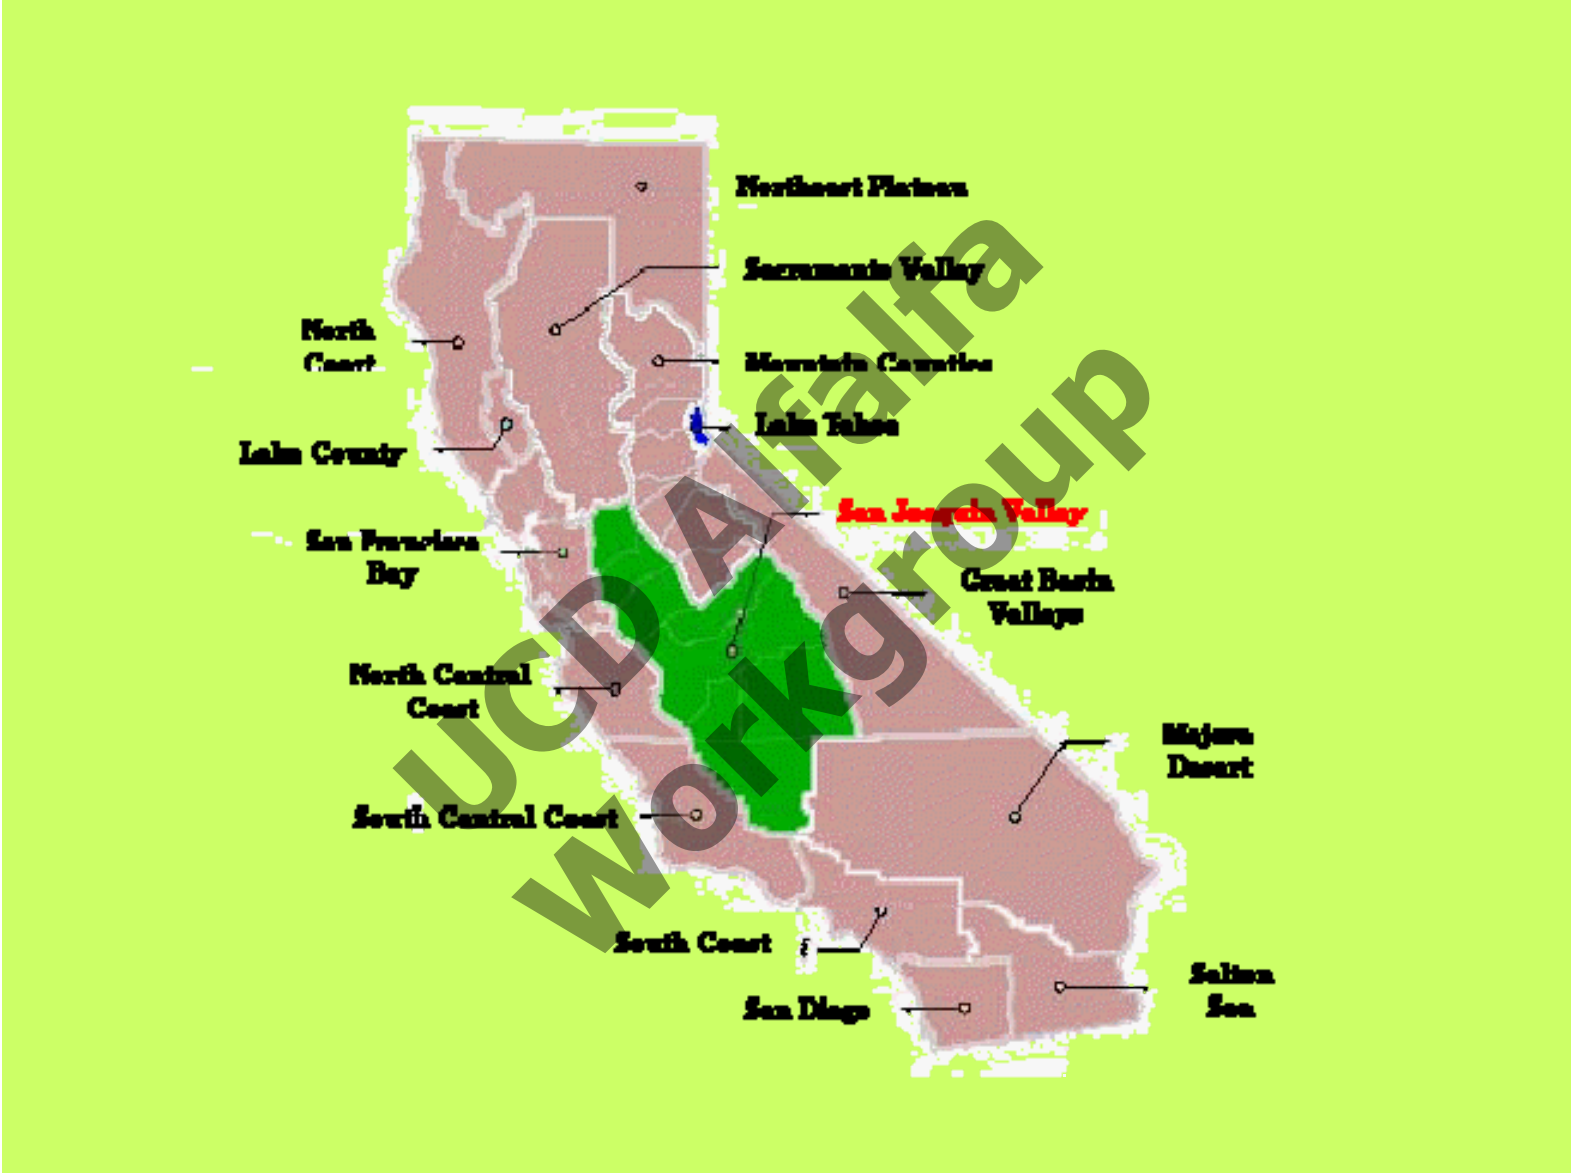 Northeast Plateau
Sacramento Valley
North
Coast
Mountain Counties
Lake Tahoe
Lake County
San Joaquin Valley
San Francisco
Bay
Great Basin
Valleys
North Central
Coast
Mojave
Desert
South Central Coast
South Coast
Salton
Sea
San Diego
UCD Alfalfa
Workgroup